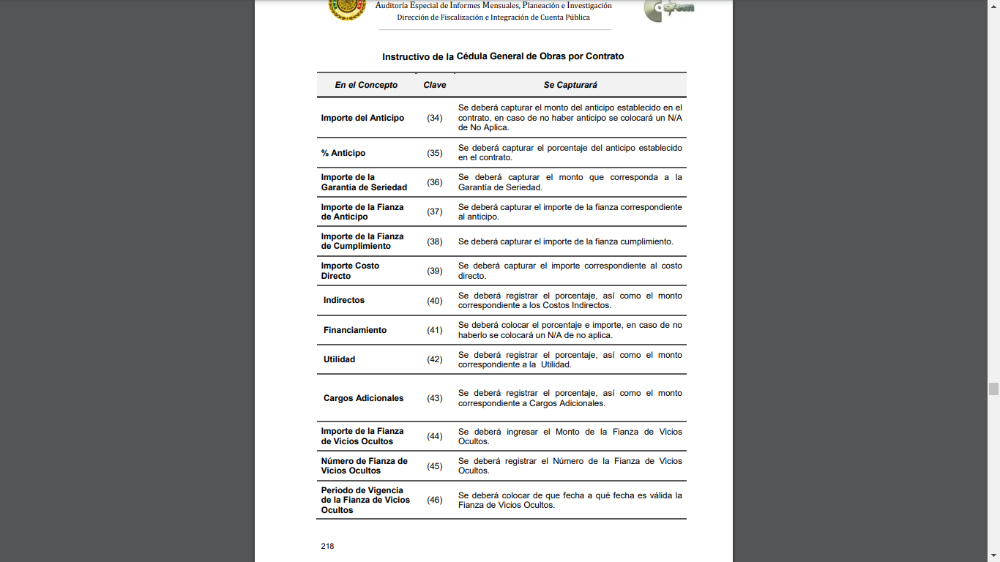 Auditoría Especial de Informes Mensuales, Planeación e Investigación
Dirección de Fiscalización e Integración de Cuenta Pública
osfem
Instructivo de la Cédula General de Obras por Contrato
En el Concepto Clave Se Capturará
Importe del Anticipo (34) Se deberá capturar el monto del anticipo establecido en el
contrato, en caso de no haber anticipo se colocará un N/A
de No Aplica.
% Anticipo (35) Se deberá capturar el porcentaje del anticipo establecido
en el contrato.
Importe de la
Garantía de Seriedad (36) Se deberá capturar el monto que corresponda a la
Garantía de Seriedad.
Importe de la Fianza
de Anticipo (37) Se deberá capturar el importe de la fianza correspondiente
al anticipo.
Importe de la Fianza
de Cumplimiento (38) Se deberá capturar el importe de la fianza cumplimiento.
Importe Costo
Directo (39) Se deberá capturar el importe correspondiente al costo
directo.
Indirectos (40) Se deberá registrar el porcentaje, así como el monto
correspondiente a los Costos Indirectos.
Financiamiento (41) Se deberá colocar el porcentaje e importe, en caso de no
haberlo se colocará un N/A de no aplica.
Utilidad (42) Se deberá registrar el porcentaje, así como el monto
correspondiente a la Utilidad.
Cargos Adicionales (43) Se deberá registrar el porcentaje, así como el monto
correspondiente a Cargos Adicionales.
Importe de la Fianza
de Vicios Ocultos (44) Se deberá ingresar el Monto de la Fianza de Vicios
Ocultos.
Número de Fianza de
Vicios Ocultos (45) Se deberá registrar el Número de la Fianza de Vicios
Ocultos.
Periodo de Vigencia
de la Fianza de Vicios
Ocultos (46) Se deberá colocar de que fecha a qué fecha es válida la
Fianza de Vicios Ocultos.
218